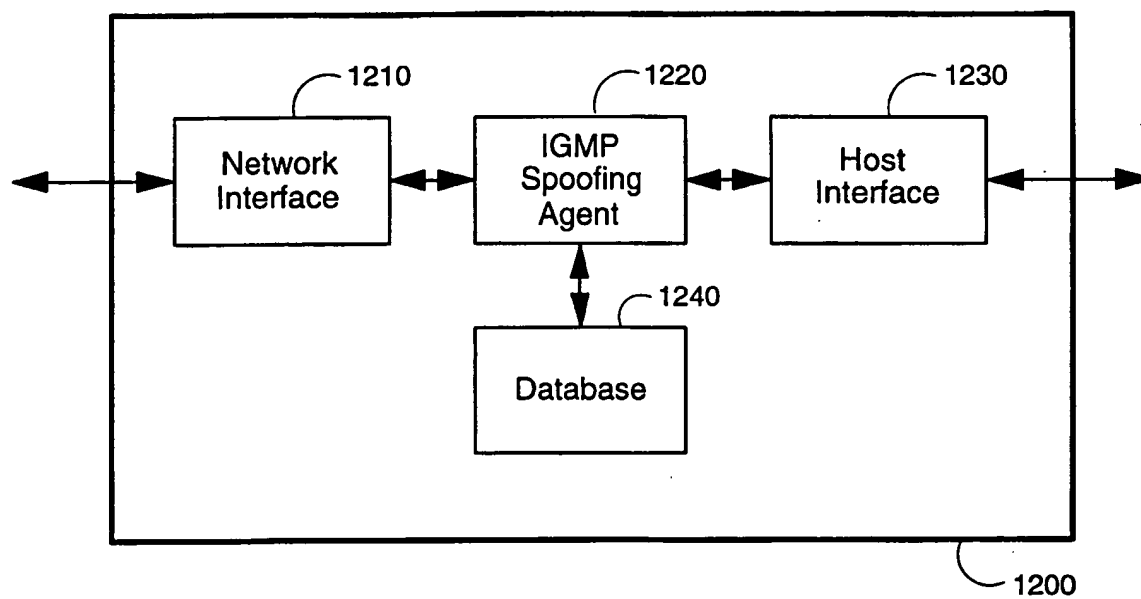 1210
1220
1230
Network
Interface
IGMP
Spoofing
Agent
Host
Interface
1240
Database
1200